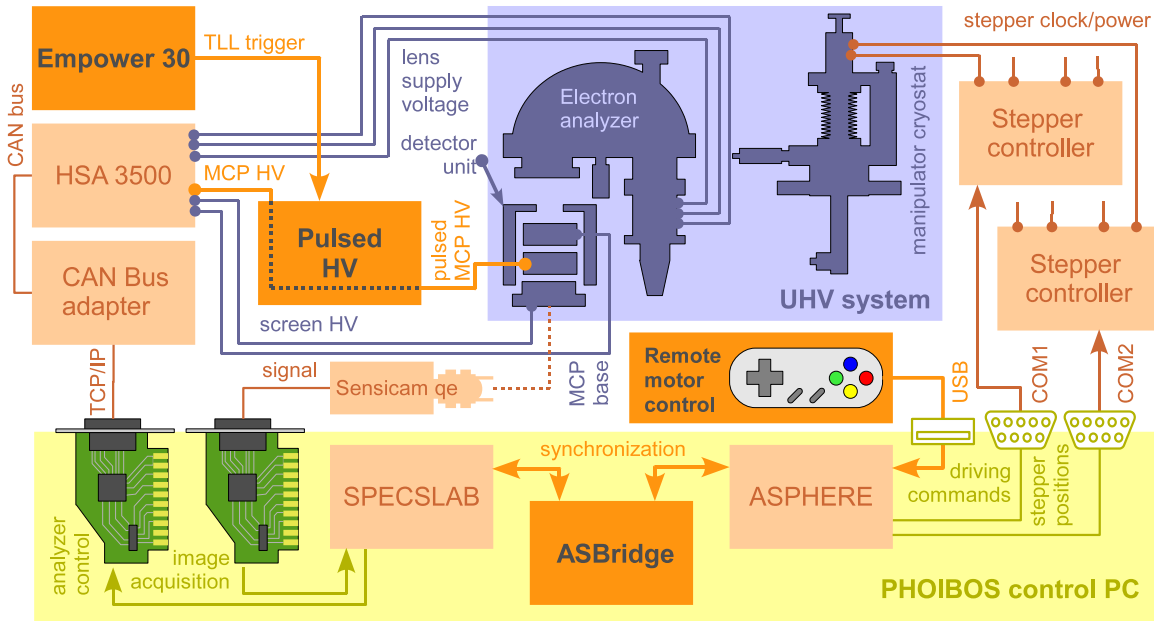 Empower 30
TLL trigger
lens
supply
voltage
Electron
analyzer
manipulator cryostat
stepper clock/power
CAN bus
HSA 3500
MCP HV
detector
unit
Stepper
controller
Pulsed
HV
pulsed
MCP HV
UHV system
CAN Bus
adapter
screen HV
Stepper
controller
TCP/IP
signal
Sensicam qe
MCP
base
Remote
motor
control
USB
COM1
COM2
synchronization
SPECSLAB
ASBridge
ASPHERE
driving
commands
stepper
positions
analyzer
control
image
acquisition
PHOIBOS control PC